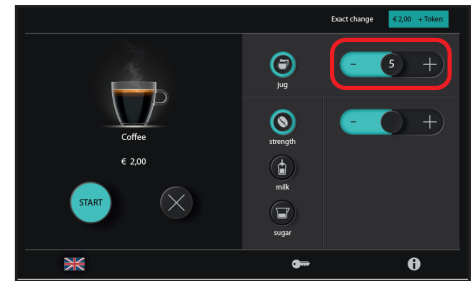 Exact change € 2,00 + Token
- 5 +
jug
- +
Coffee
strength
€ 2,00
milk
START
sugar
i